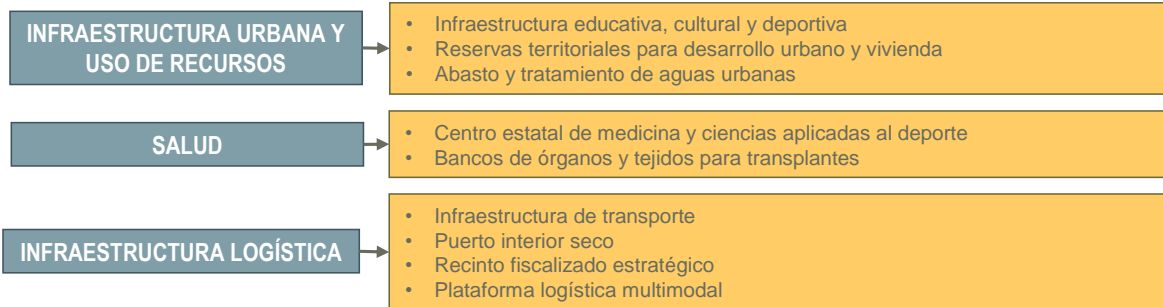 INFRAESTRUCTURA URBANA Y
USO DE RECURSOS
• Infraestructura educativa, cultural y deportiva
• Reservas territoriales para desarrollo urbano y vivienda
• Abasto y tratamiento de aguas urbanas
SALUD
• Centro estatal de medicina y ciencias aplicadas al deporte
• Bancos de órganos y tejidos para transplantes
INFRAESTRUCTURA LOGÍSTICA
• Infraestructura de transporte
• Puerto interior seco
• Recinto fiscalizado estratégico
• Plataforma logística multimodal